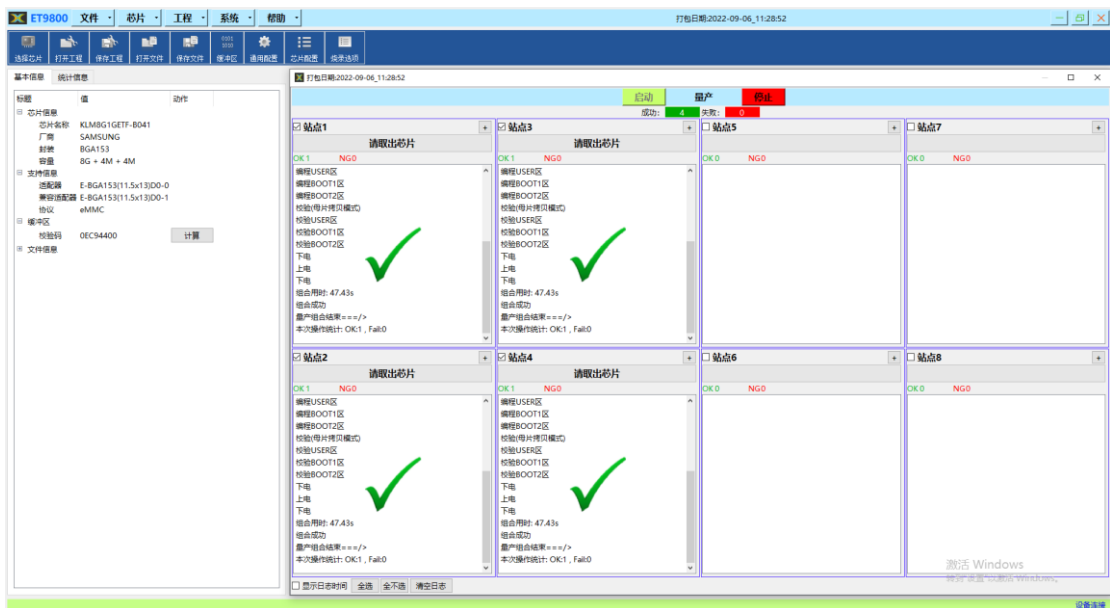 ET9800 文件 芯片 工程 系统 帮助 打包日期:2022-09-06_11:28:52
选择芯片 打开工程 保存工程 打开文件 保存文件 缓冲区 通用配置 芯片配置 烧录选项
基本信息 统计信息
标题 值 动作
芯片信息
芯片名称 KLM8G1GETF-B041
厂商 SAMSUNG
封装 BGA153
容量 8G + 4M + 4M
支持信息
适配器 E-BGA153(11.5x13)D0-0
兼容适配器 E-BGA153(11.5x13)D0-1
协议 eMMC
缓冲区
校验码 0EC94400 计算
文件信息
打包日期:2022-09-06_11:28:52
启动 量产 停止
成功: 4 失败: 0
站点1 +
请取出芯片
OK 1 NG0
编程USER区
编程BOOT1区
编程BOOT2区
校验(母片拷贝模式)
校验USER区
校验BOOT1区
校验BOOT2区
下电
上电
下电
组合用时: 47.43s
组合成功
量产组合结束===/>
本次操作统计: OK:1 , Fail:0
站点3 +
请取出芯片
OK 1 NG0
编程USER区
编程BOOT1区
编程BOOT2区
校验(母片拷贝模式)
校验USER区
校验BOOT1区
校验BOOT2区
下电
上电
下电
组合用时: 47.43s
组合成功
量产组合结束===/>
本次操作统计: OK:1 , Fail:0
站点5 +
OK 0 NG0
站点7 +
OK 0 NG0
站点2 +
请取出芯片
OK 1 NG0
编程USER区
编程BOOT1区
编程BOOT2区
校验(母片拷贝模式)
校验USER区
校验BOOT1区
校验BOOT2区
下电
上电
下电
组合用时: 47.43s
组合成功
量产组合结束===/>
本次操作统计: OK:1 , Fail:0
站点4 +
请取出芯片
OK 1 NG0
编程USER区
编程BOOT1区
编程BOOT2区
校验(母片拷贝模式)
校验USER区
校验BOOT1区
校验BOOT2区
下电
上电
下电
组合用时: 47.43s
组合成功
量产组合结束===/>
本次操作统计: OK:1 , Fail:0
站点6 +
OK 0 NG0
站点8 +
OK 0 NG0
激活 Windows
转到"设置"以激活 Windows。
显示日志时间 全选 全不选 清空日志
设备连接